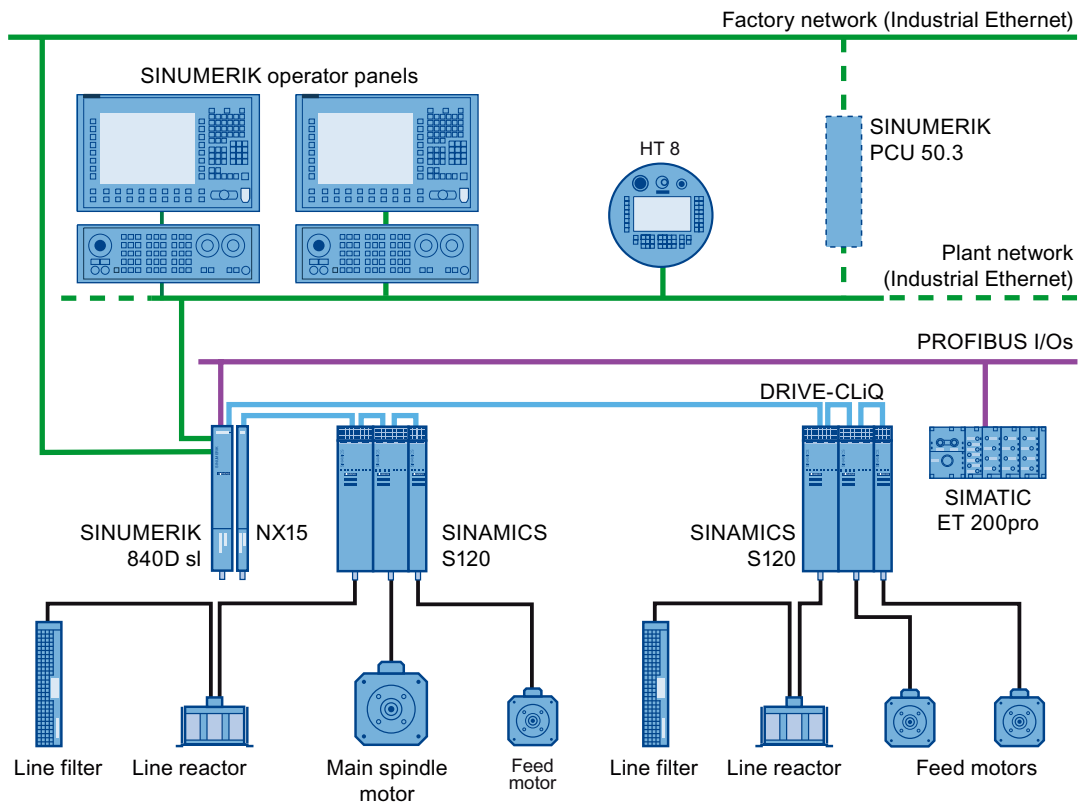 Factory network (Industrial Ethernet)
SINUMERIK operator panels
HT 8
SINUMERIK
PCU 50.3
Plant network
(Industrial Ethernet)
PROFIBUS I/Os
DRIVE-CLiQ
SINUMERIK
840D sl
NX15
SINAMICS
S120
SINAMICS
S120
SIMATIC
ET 200pro
Line filter
Line reactor
Main spindle
motor
Feed
motor
Line filter
Line reactor
Feed motors